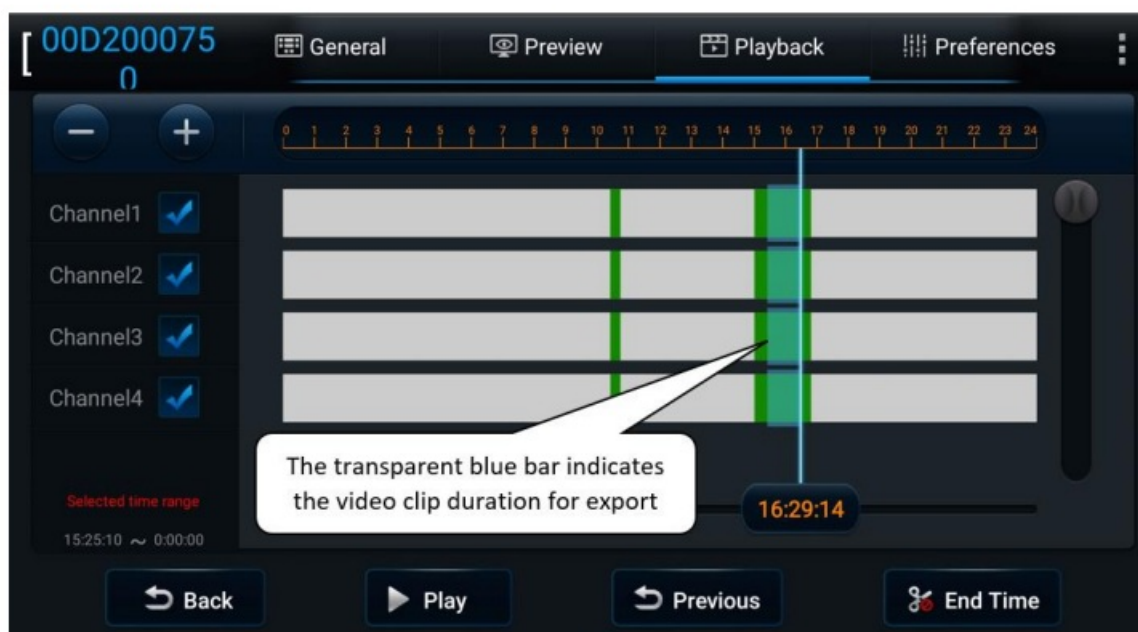 [ 00D200075
0
General
Preview
Playback
Preferences
0 1 2 3 4 5 6 7 8 9 10 11 12 13 14 15 16 17 18 19 20 21 22 23 24
Channel1
Channel2
Channel3
Channel4
The transparent blue bar indicates
the video clip duration for export
Selected time range
16:29:14
15:25:10 ~ 0:00:00
Back
Play
Previous
End Time